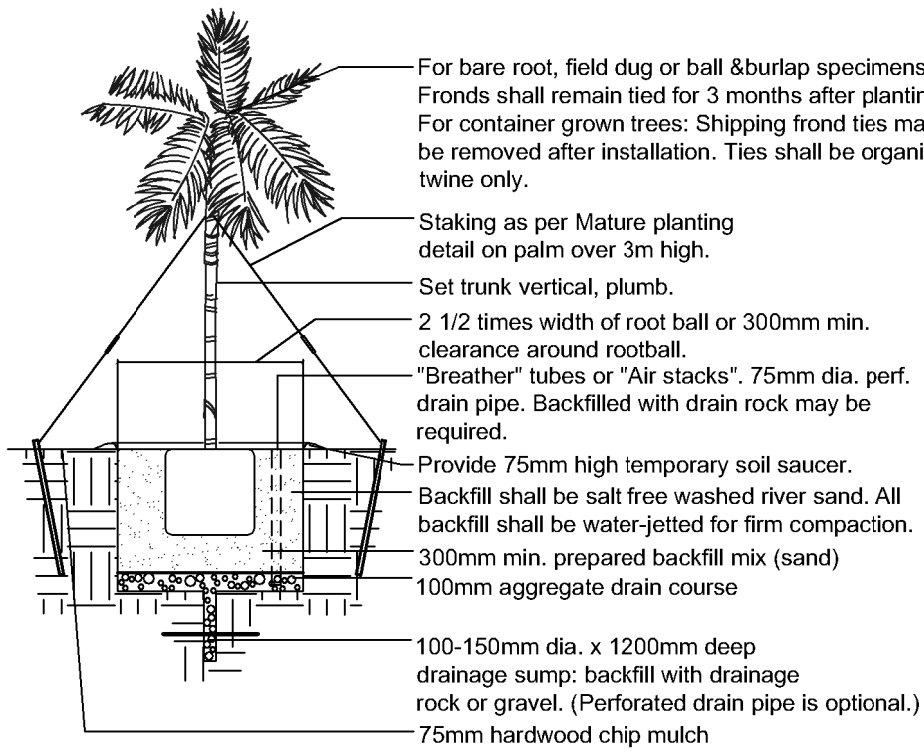 For bare root, field dug or ball &burlap specimens
Fronds shall remain tied for 3 months after plantin
For container grown trees: Shipping frond ties ma
be removed after installation. Ties shall be organi
twine only.
Staking as per Mature planting
detail on palm over 3m high.
Set trunk vertical, plumb.
2 1/2 times width of root ball or 300mm min.
clearance around rootball.
"Breather" tubes or "Air stacks". 75mm dia. perf.
drain pipe. Backfilled with drain rock may be
required.
Provide 75mm high temporary soil saucer.
Backfill shall be salt free washed river sand. All
backfill shall be water-jetted for firm compaction.
300mm min. prepared backfill mix (sand)
100mm aggregate drain course
100-150mm dia. x 1200mm deep
drainage sump: backfill with drainage
rock or gravel. (Perforated drain pipe is optional.)
75mm hardwood chip mulch